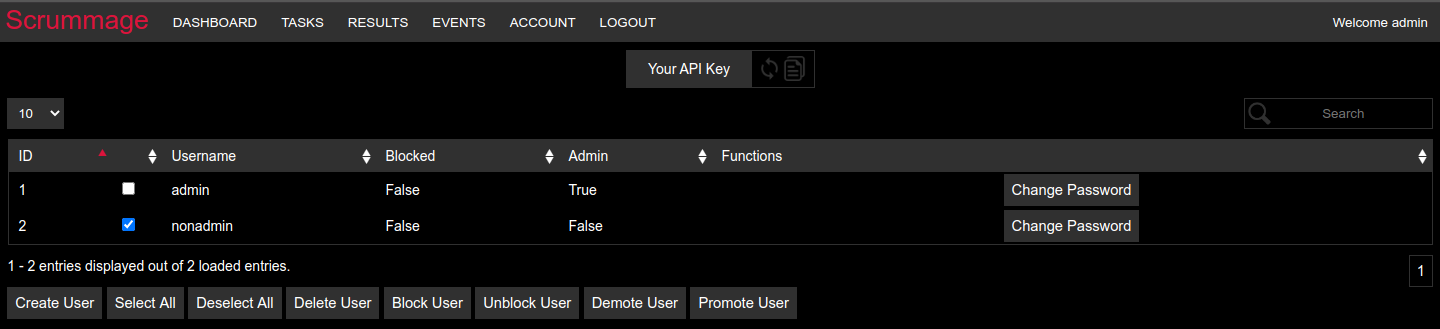 Scrummage DASHBOARD TASKS RESULTS EVENTS ACCOUNT LOGOUT Welcome admin
Your API Key
10 Search
ID Username Blocked Admin Functions
1 admin False True Change Password
2 nonadmin False False Change Password
1 - 2 entries displayed out of 2 loaded entries. 1
Create User Select All Deselect All Delete User Block User Unblock User Demote User Promote User